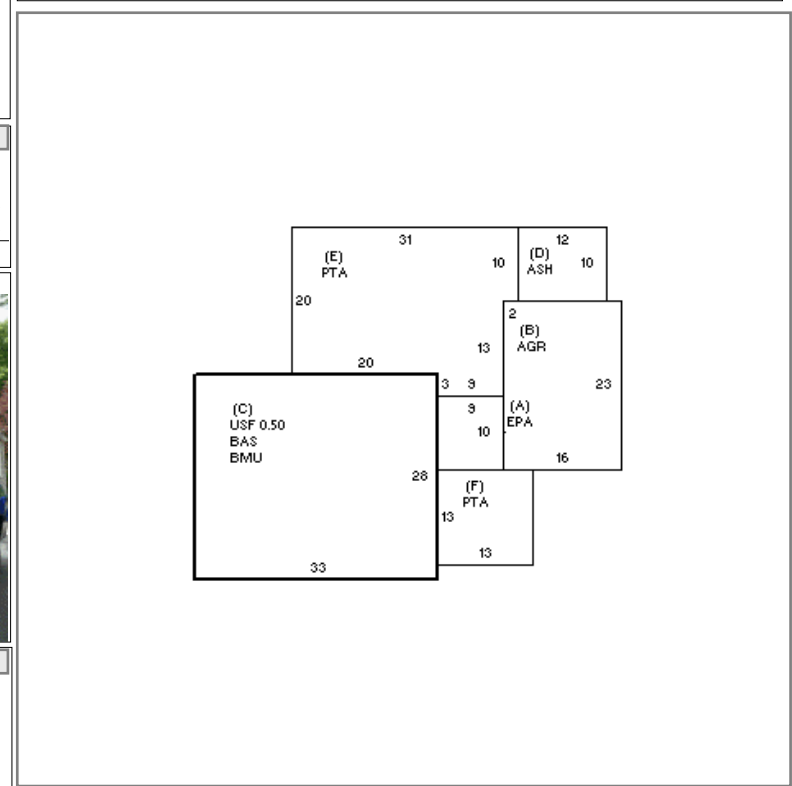 31
12
(E)
PTA
10
(D)
ASH
10
20
2
(B)
AGR
13
20
3 9
23
(C)
USF 0.50
BAS
BMU
9
(A)
EPA
10
16
28
(F)
PTA
13
13
33